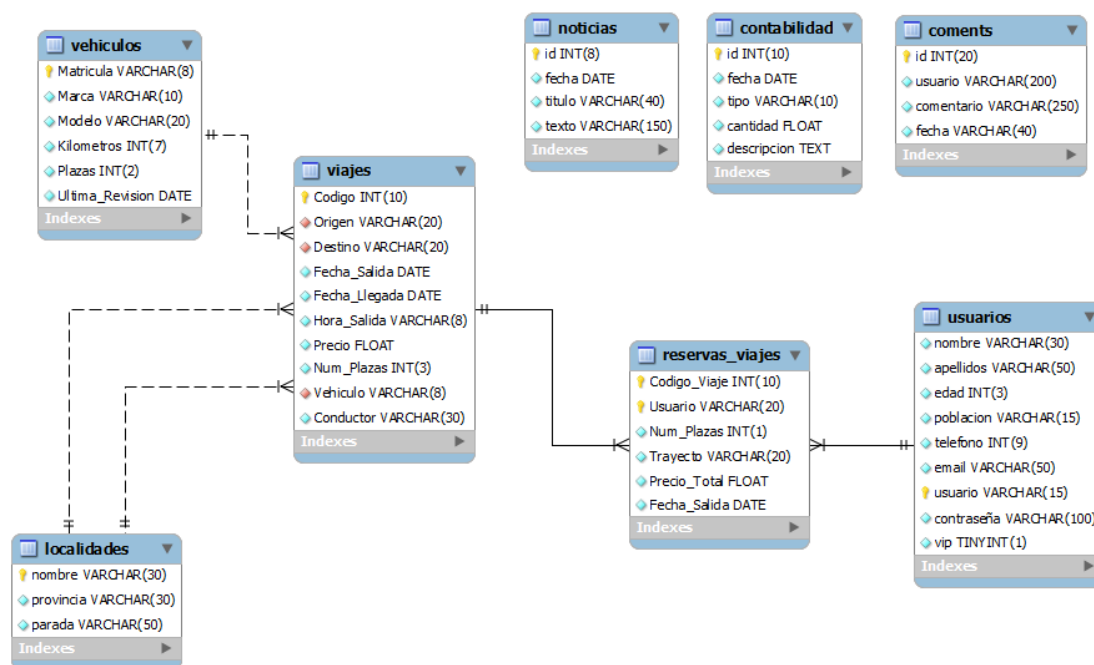 vehiculos
Matricula VARCHAR(8)
Marca VARCHAR(10)
Modelo VARCHAR(20)
Kilometros INT(7)
Plazas INT(2)
Ultima_Revision DATE
Indexes
noticias
id INT(8)
fecha DATE
titulo VARCHAR(40)
texto VARCHAR(150)
Indexes
contabilidad
id INT(10)
fecha DATE
tipo VARCHAR(10)
cantidad FLOAT
descripcion TEXT
Indexes
coments
id INT(20)
usuario VARCHAR(200)
comentario VARCHAR(250)
fecha VARCHAR(40)
Indexes
viajes
Codigo INT(10)
Origen VARCHAR(20)
Destino VARCHAR(20)
Fecha_Salida DATE
Fecha_Llegada DATE
Hora_Salida VARCHAR(8)
Precio FLOAT
Num_Plazas INT(3)
Vehiculo VARCHAR(8)
Conductor VARCHAR(30)
Indexes
reservas_viajes
Codigo_Viaje INT(10)
Usuario VARCHAR(20)
Num_Plazas INT(1)
Trayecto VARCHAR(20)
Precio_Total FLOAT
Fecha_Salida DATE
Indexes
usuarios
nombre VARCHAR(30)
apellidos VARCHAR(50)
edad INT(3)
poblacion VARCHAR(15)
telefono INT(9)
email VARCHAR(50)
usuario VARCHAR(15)
contraseña VARCHAR(100)
vip TINYINT(1)
Indexes
localidades
nombre VARCHAR(30)
provincia VARCHAR(30)
parada VARCHAR(50)
Indexes